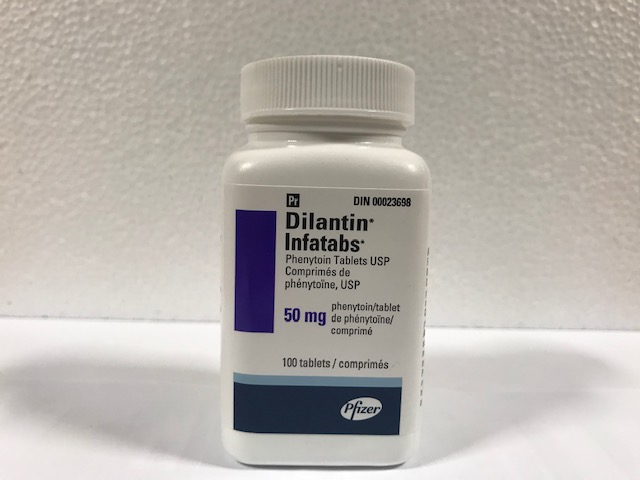 Pr DIN 00023698
Dilantin*
Infatabs*
Phenytoin Tablets USP
Comprimés de
phénytoïne, USP
50 mg phenytoin/tablet
de phénytoïne/
comprimé
100 tablets / comprimés
Pfizer